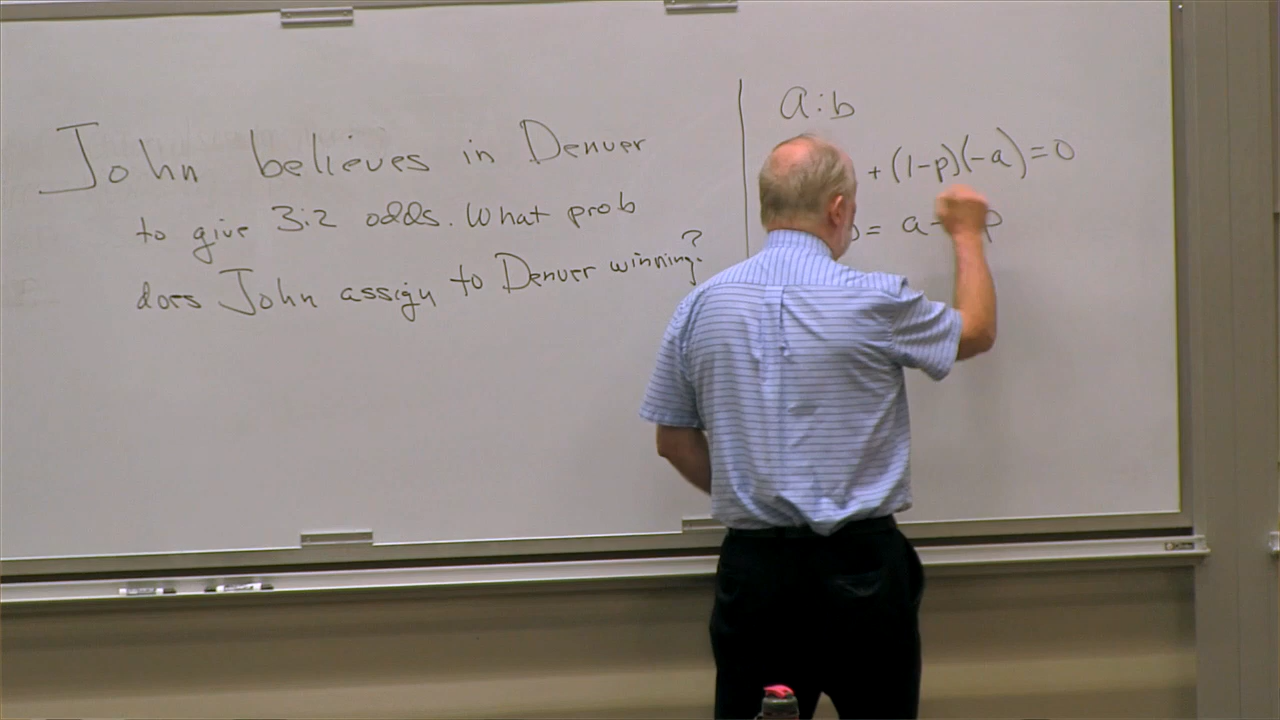 John believes in Denver
to give 3:2 odds. What prob
does John assign to Denver winning?
a:b
+ (1-p)(-a) = 0
= a -